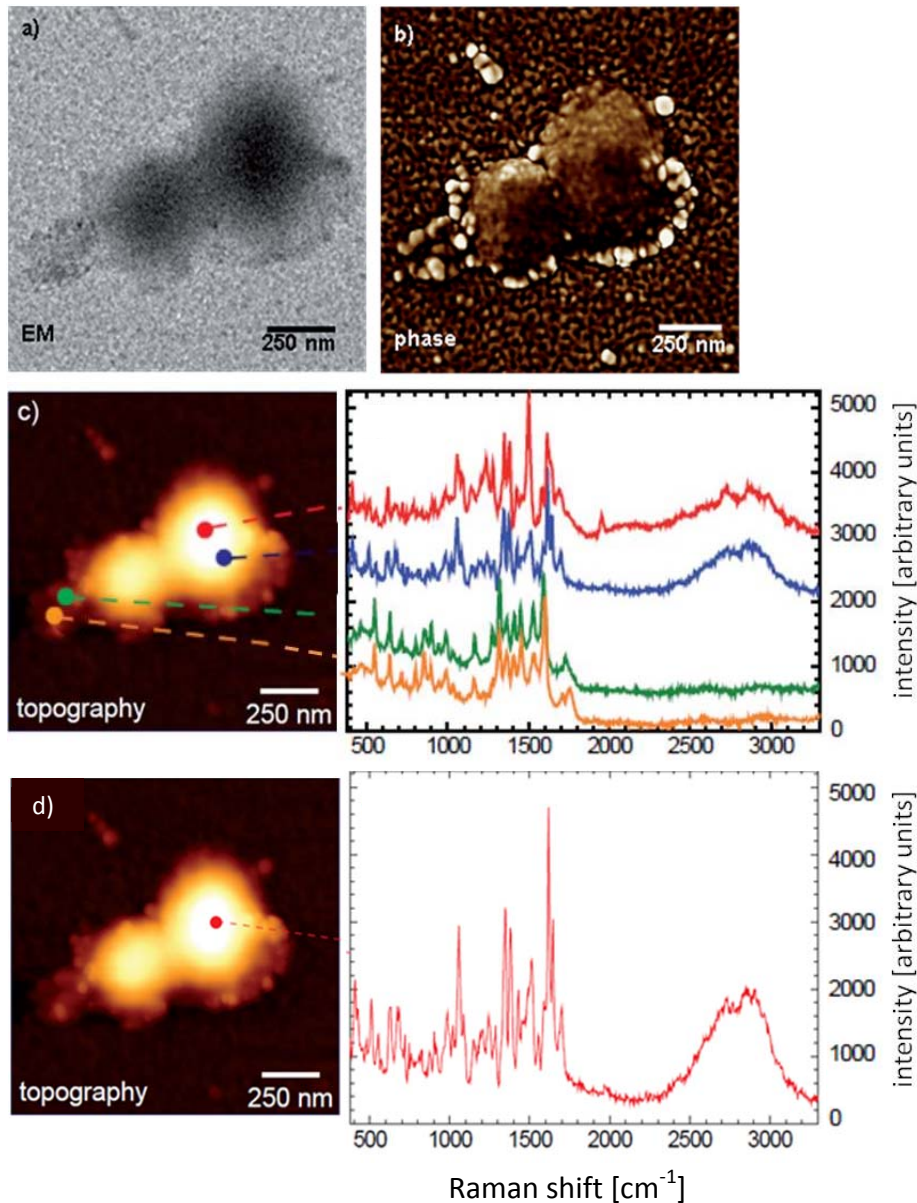 a)
EM
250 nm
b)
phase
250 nm
c)
topography
250 nm
5000
4000
3000
2000
1000
0
500 1000 1500 2000 2500 3000
intensity [arbitrary units]
d)
topography
250 nm
5000
4000
3000
2000
1000
0
500 1000 1500 2000 2500 3000
intensity [arbitrary units]
Raman shift [cm⁻¹]